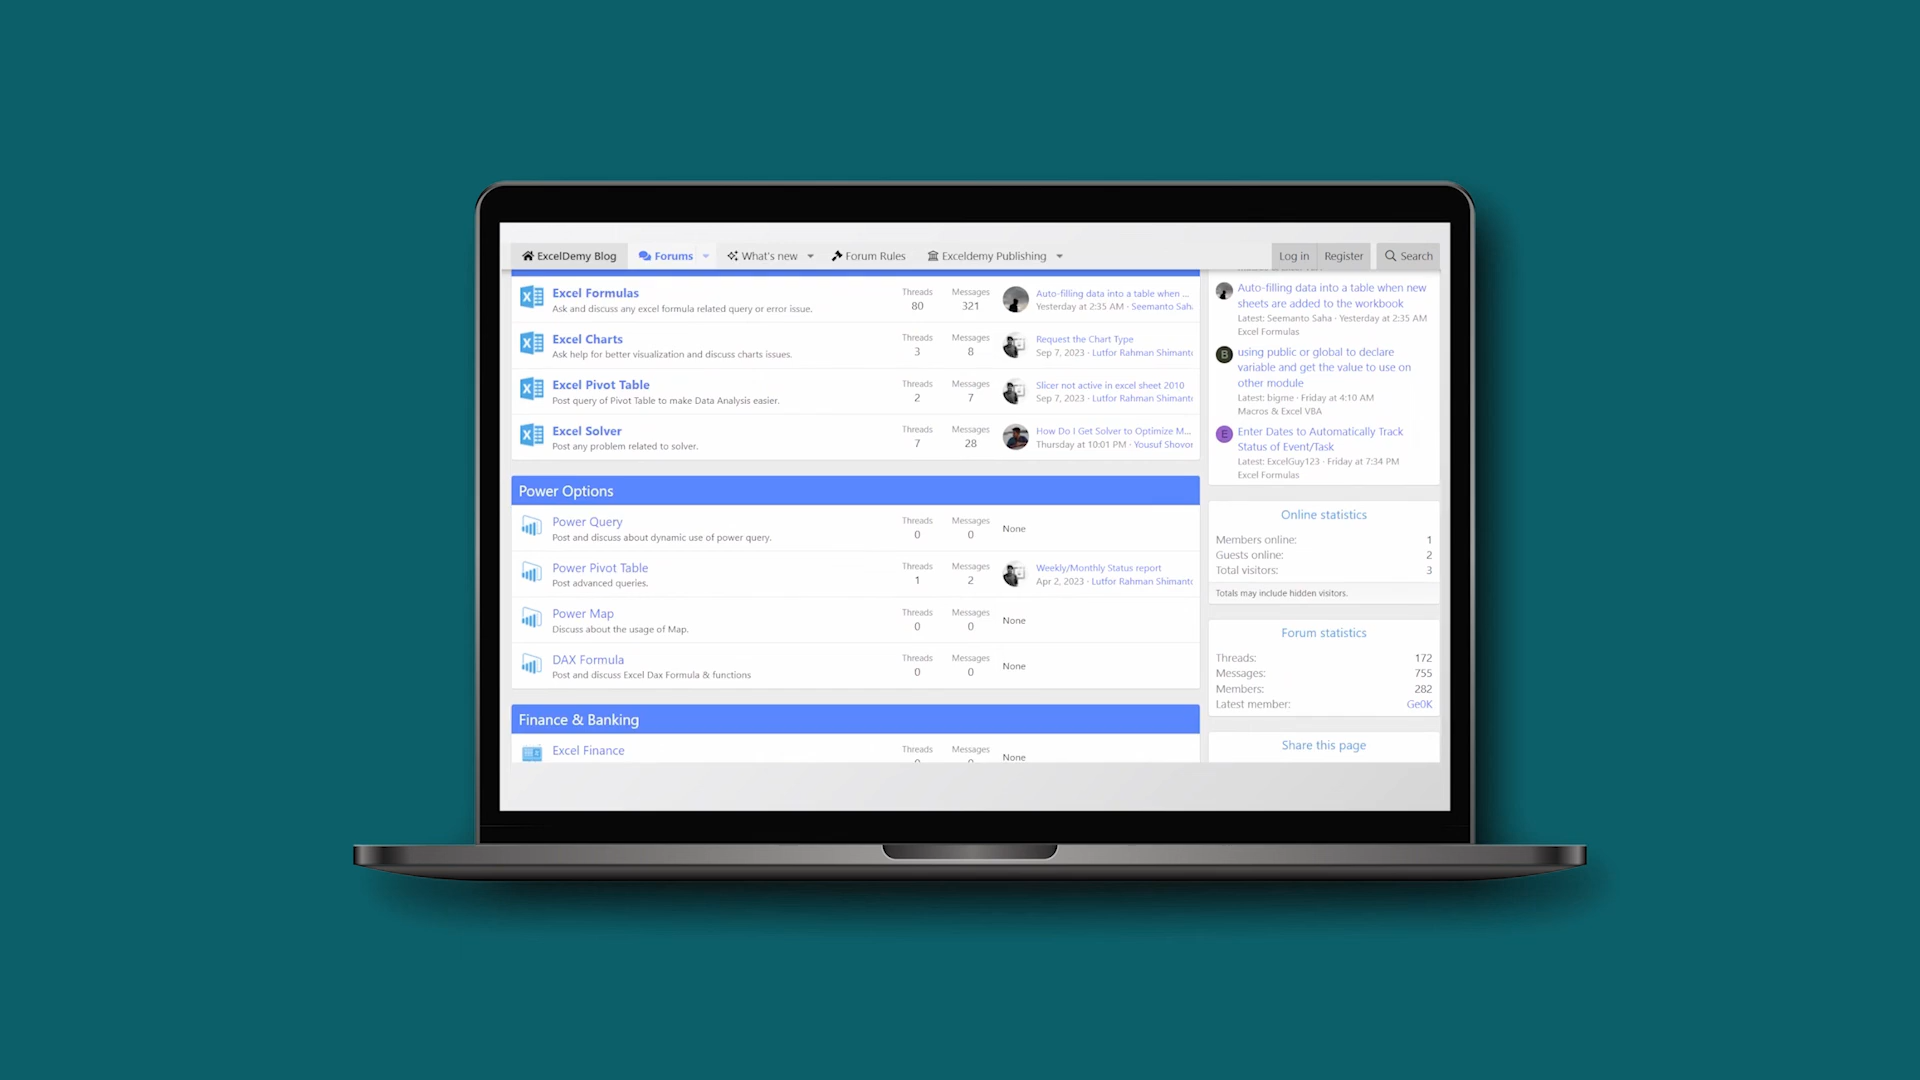 ExcelDemy Blog Forums What's new Forum Rules Exceldemy Publishing Log in Register Search
Excel Formulas
Ask and discuss any excel formula related query or error issue.
Threads
80
Messages
321
Auto-filling data into a table when ...
Yesterday at 2:35 AM · Seemanto Sah
Excel Charts
Ask help for better visualization and discuss charts issues.
Threads
3
Messages
8
Request the Chart Type
Sep 7, 2023 · Lutfor Rahman Shimanto
Excel Pivot Table
Post query of Pivot Table to make Data Analysis easier.
Threads
2
Messages
7
Slicer not active in excel sheet 2010
Sep 7, 2023 · Lutfor Rahman Shimanto
Excel Solver
Post any problem related to solver.
Threads
7
Messages
28
How Do I Get Solver to Optimize M...
Thursday at 10:01 PM · Yousuf Shovon
Power Options
Power Query
Post and discuss about dynamic use of power query.
Threads
0
Messages
0
None
Power Pivot Table
Post advanced queries.
Threads
1
Messages
2
Weekly/Monthly Status report
Apr 2, 2023 · Lutfor Rahman Shimanto
Power Map
Discuss about the usage of Map.
Threads
0
Messages
0
None
DAX Formula
Post and discuss Excel Dax Formula & functions
Threads
0
Messages
0
None
Finance & Banking
Excel Finance
Threads
Messages
None
Auto-filling data into a table when new
sheets are added to the workbook
Latest: Seemanto Saha · Yesterday at 2:35 AM
Excel Formulas
B
using public or global to declare
variable and get the value to use on
other module
Latest: bigme · Friday at 4:10 AM
Macros & Excel VBA
E
Enter Dates to Automatically Track
Status of Event/Task
Latest: ExcelGuy123 · Friday at 7:34 PM
Excel Formulas
Online statistics
Members online: 1
Guests online: 2
Total visitors: 3
Totals may include hidden visitors.
Forum statistics
Threads: 172
Messages: 755
Members: 282
Latest member: Ge0K
Share this page